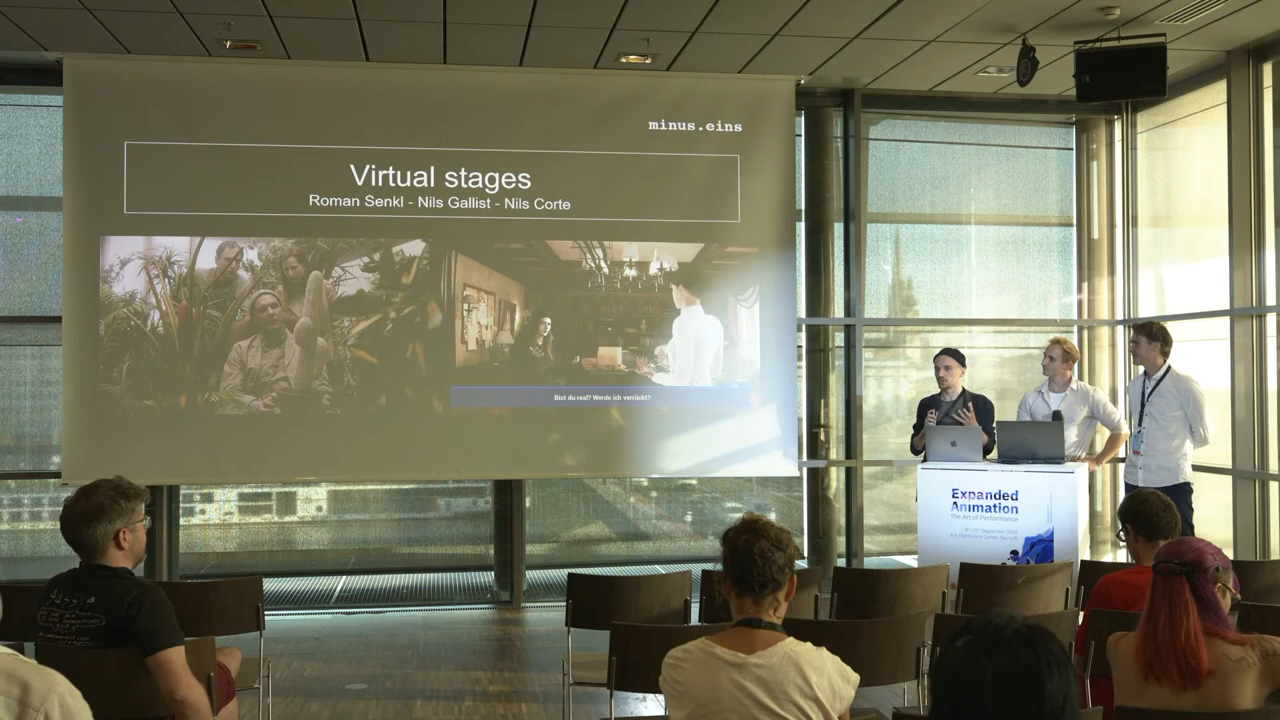 minus.eins
Virtual stages
Roman Senkl - Nils Gallist - Nils Corte
Bist du real? Werde ich verrückt?
Expanded
Animation
The Art of Performance